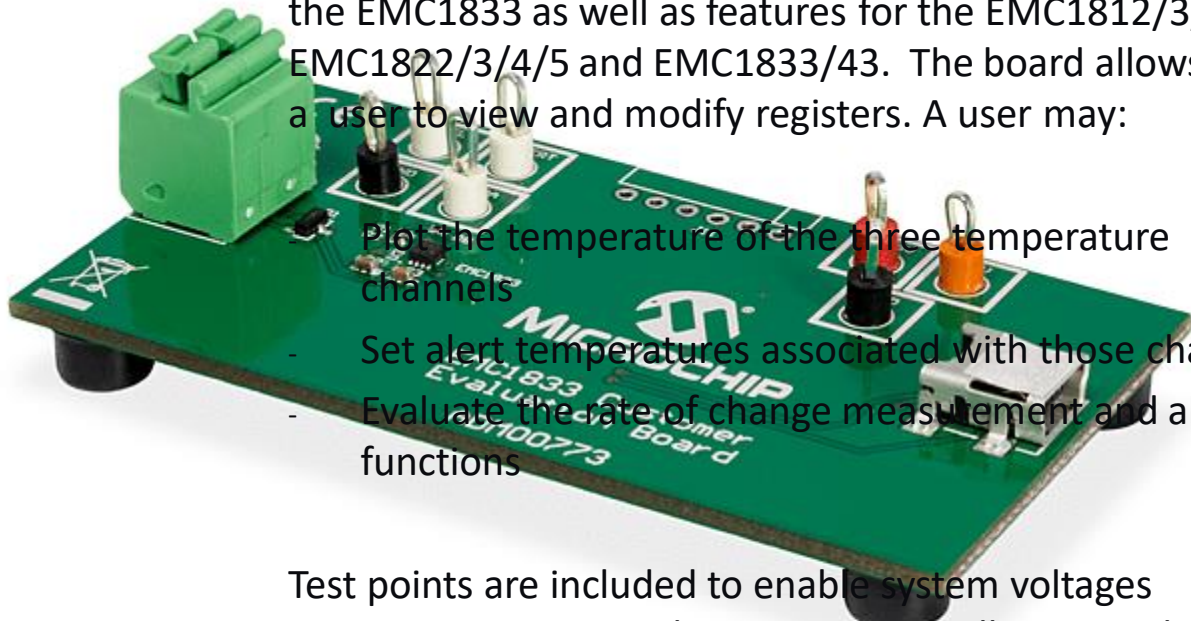 the EMC1833 as well as features for the EMC1812/3
EMC1822/3/4/5 and EMC1833/43. The board allows
a user to view and modify registers. A user may:
- Plot the temperature of the three temperature
channels
- Set alert temperatures associated with those cha
- Evaluate the rate of change measurement and a
functions
MICROCHIP
EMC1833
Evaluation Board
Test points are included to enable system voltages